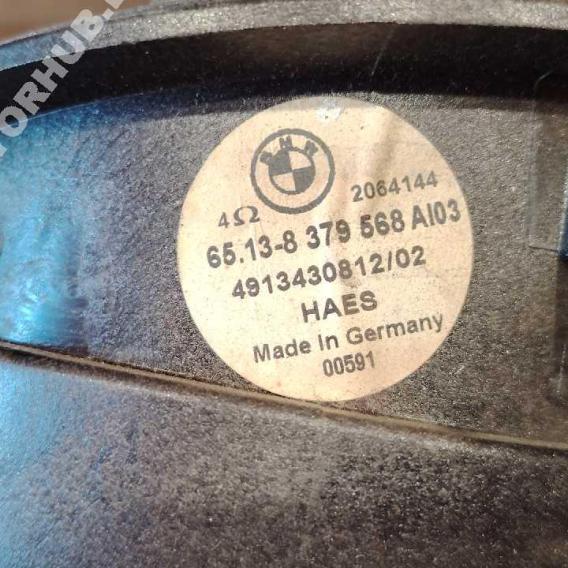 BMW
4Ω 2064144
65.13-8 379 568 AI03
4913430812/02
HAES
Made in Germany
00591